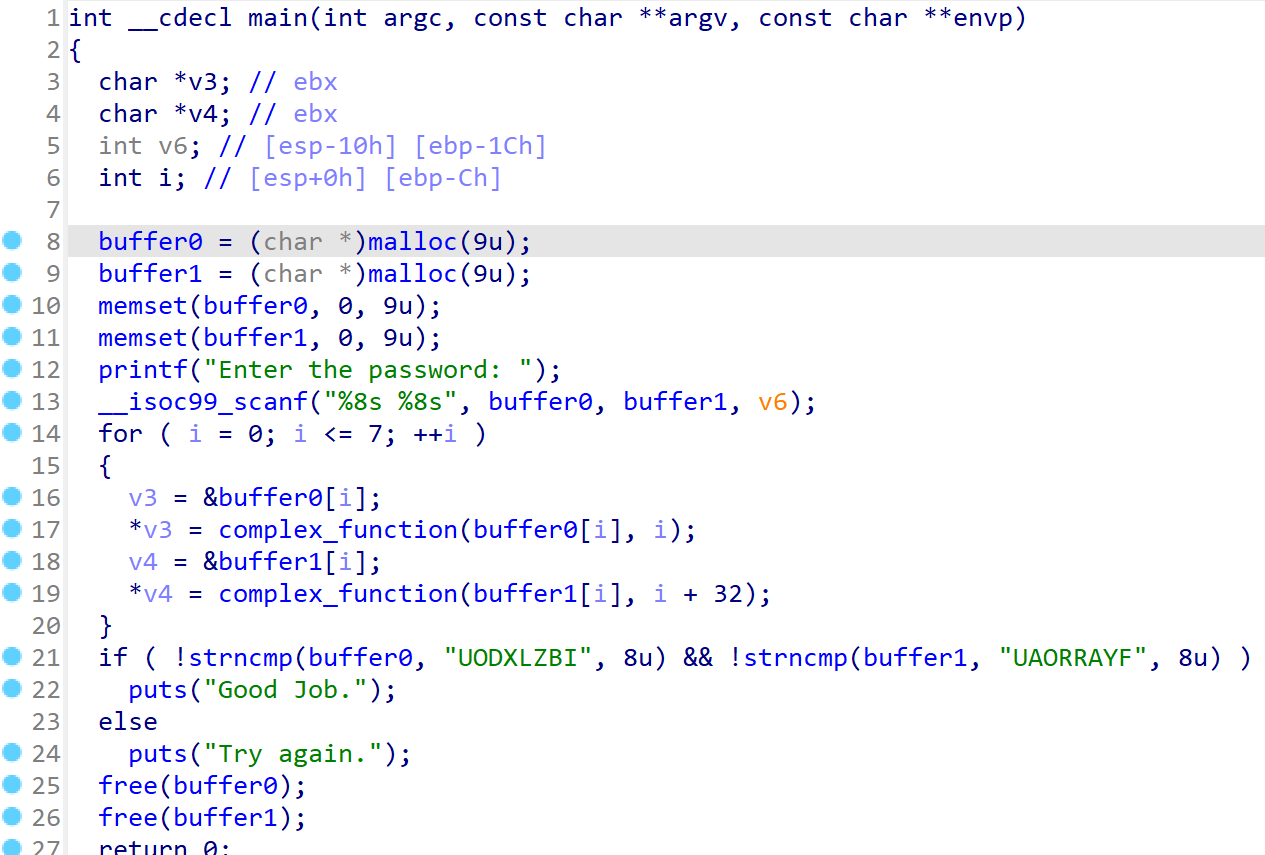 1 int __cdecl main(int argc, const char **argv, const char **envp)
2 {
3   char *v3; // ebx
4   char *v4; // ebx
5   int v6; // [esp-10h] [ebp-1Ch]
6   int i; // [esp+0h] [ebp-Ch]
7
8   buffer0 = (char *)malloc(9u);
9   buffer1 = (char *)malloc(9u);
10   memset(buffer0, 0, 9u);
11   memset(buffer1, 0, 9u);
12   printf("Enter the password: ");
13   __isoc99_scanf("%8s %8s", buffer0, buffer1, v6);
14   for ( i = 0; i <= 7; ++i )
15   {
16     v3 = &buffer0[i];
17     *v3 = complex_function(buffer0[i], i);
18     v4 = &buffer1[i];
19     *v4 = complex_function(buffer1[i], i + 32);
20   }
21   if ( !strncmp(buffer0, "UODXLZBI", 8u) && !strncmp(buffer1, "UAORRAYF", 8u) )
22     puts("Good Job.");
23   else
24     puts("Try again.");
25   free(buffer0);
26   free(buffer1);
27   return 0;